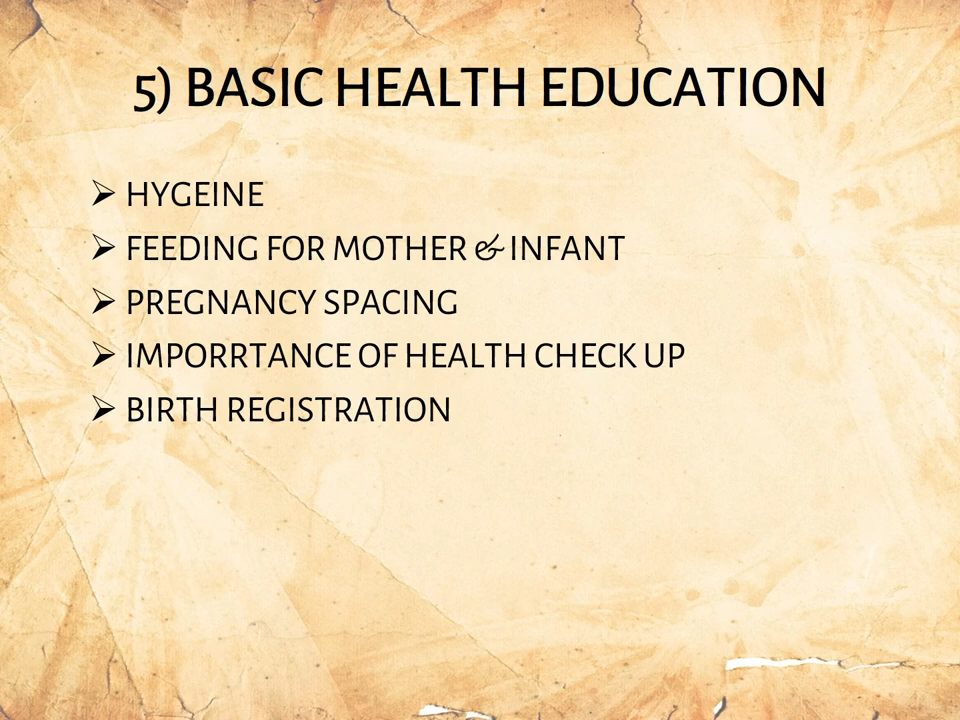 5) BASIC HEALTH EDUCATION
➢ HYGEINE
➢ FEEDING FOR MOTHER & INFANT
➢ PREGNANCY SPACING
➢ IMPORRTANCE OF HEALTH CHECK UP
➢ BIRTH REGISTRATION